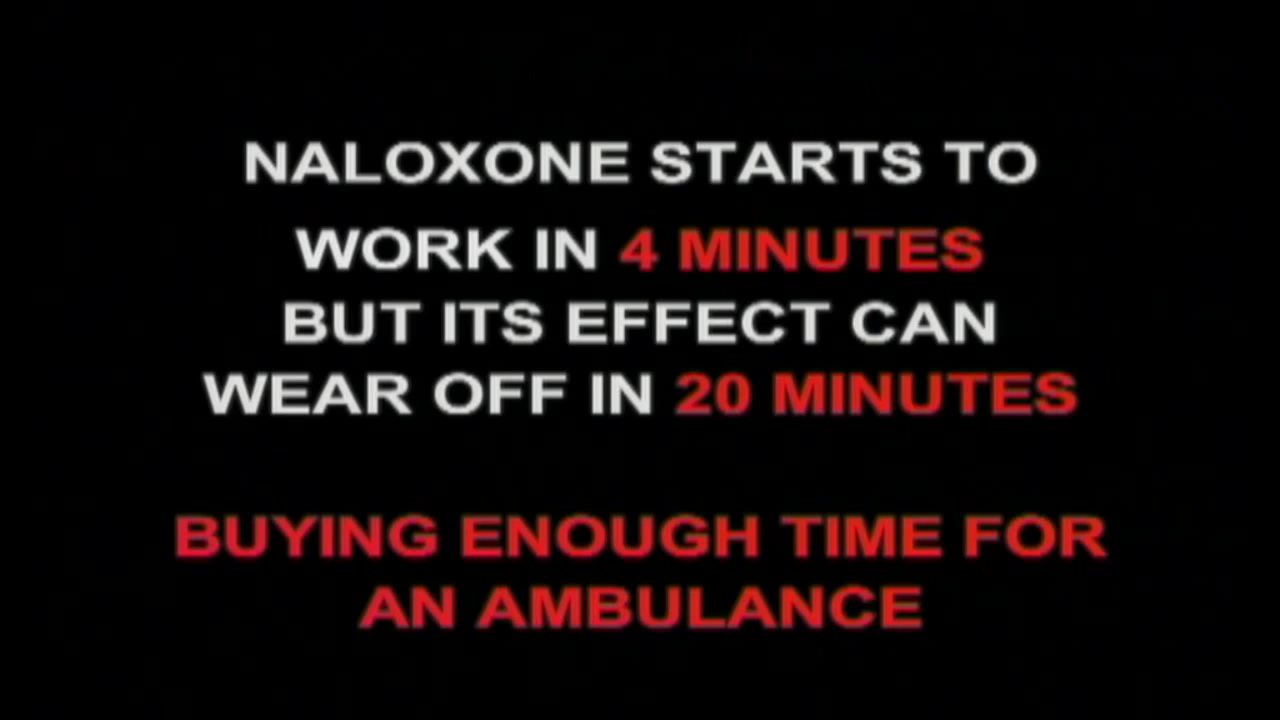 NALOXONE STARTS TO
WORK IN 4 MINUTES
BUT ITS EFFECT CAN
WEAR OFF IN 20 MINUTES
BUYING ENOUGH TIME FOR
AN AMBULANCE